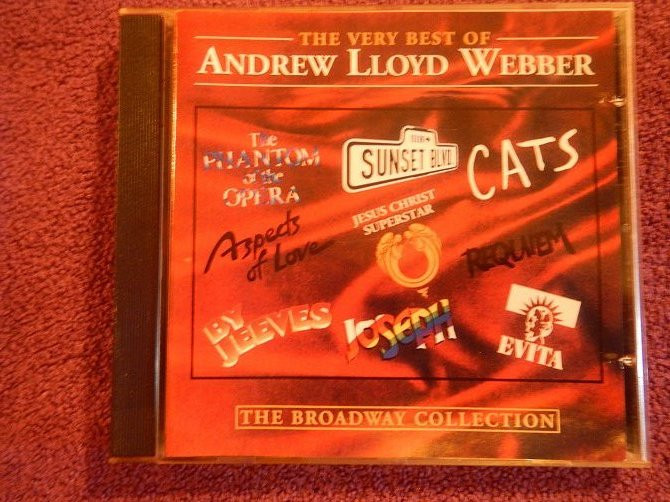 THE VERY BEST OF
ANDREW LLOYD WEBBER
The
PHANTOM
of the
OPERA
SUNSET BLVD
CATS
Aspects
of Love
JESUS CHRIST
SUPERSTAR
REQUIEM
BY
JEEVES
JOSEPH
EVITA
THE BROADWAY COLLECTION